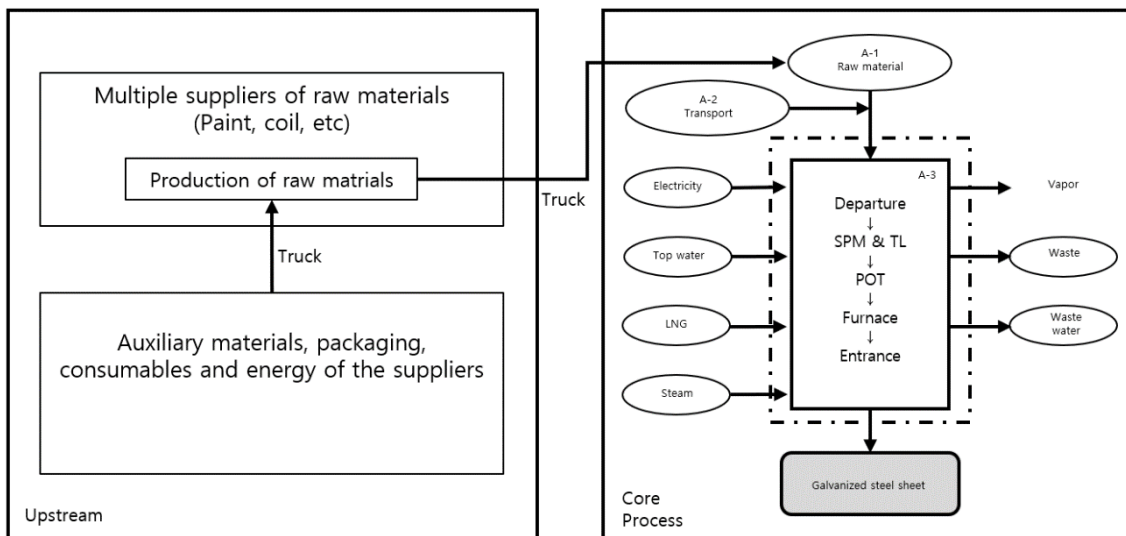 Multiple suppliers of raw materials
(Paint, coil, etc)
Production of raw matrials
Truck
Auxiliary materials, packaging,
consumables and energy of the suppliers
Upstream
Truck
A-1
Raw material
A-2
Transport
Electricity
Top water
LNG
Steam
A-3
Departure
↓
SPM & TL
↓
POT
↓
Furnace
↓
Entrance
Vapor
Waste
Waste
water
Galvanized steel sheet
Core
Process